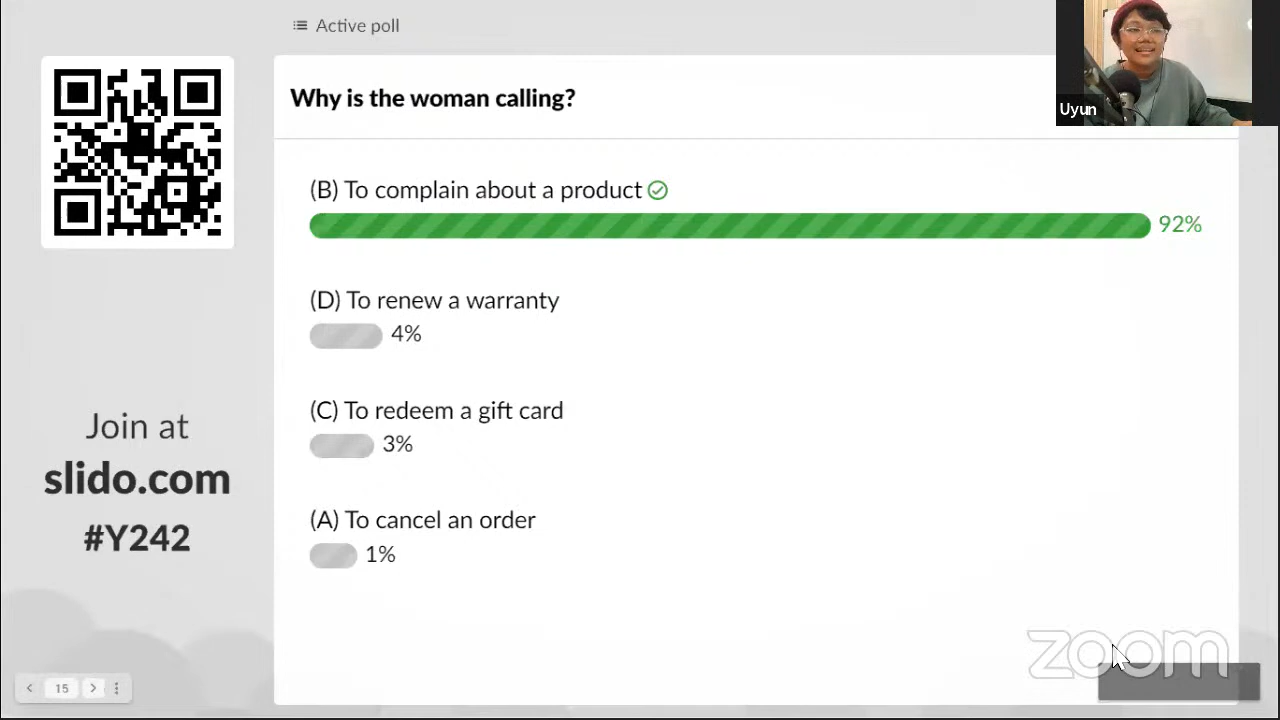 Active poll
Why is the woman calling?
Uyun
(B) To complain about a product
92%
(D) To renew a warranty
4%
(C) To redeem a gift card
3%
(A) To cancel an order
1%
Join at
slido.com
#Y242
15
zoom